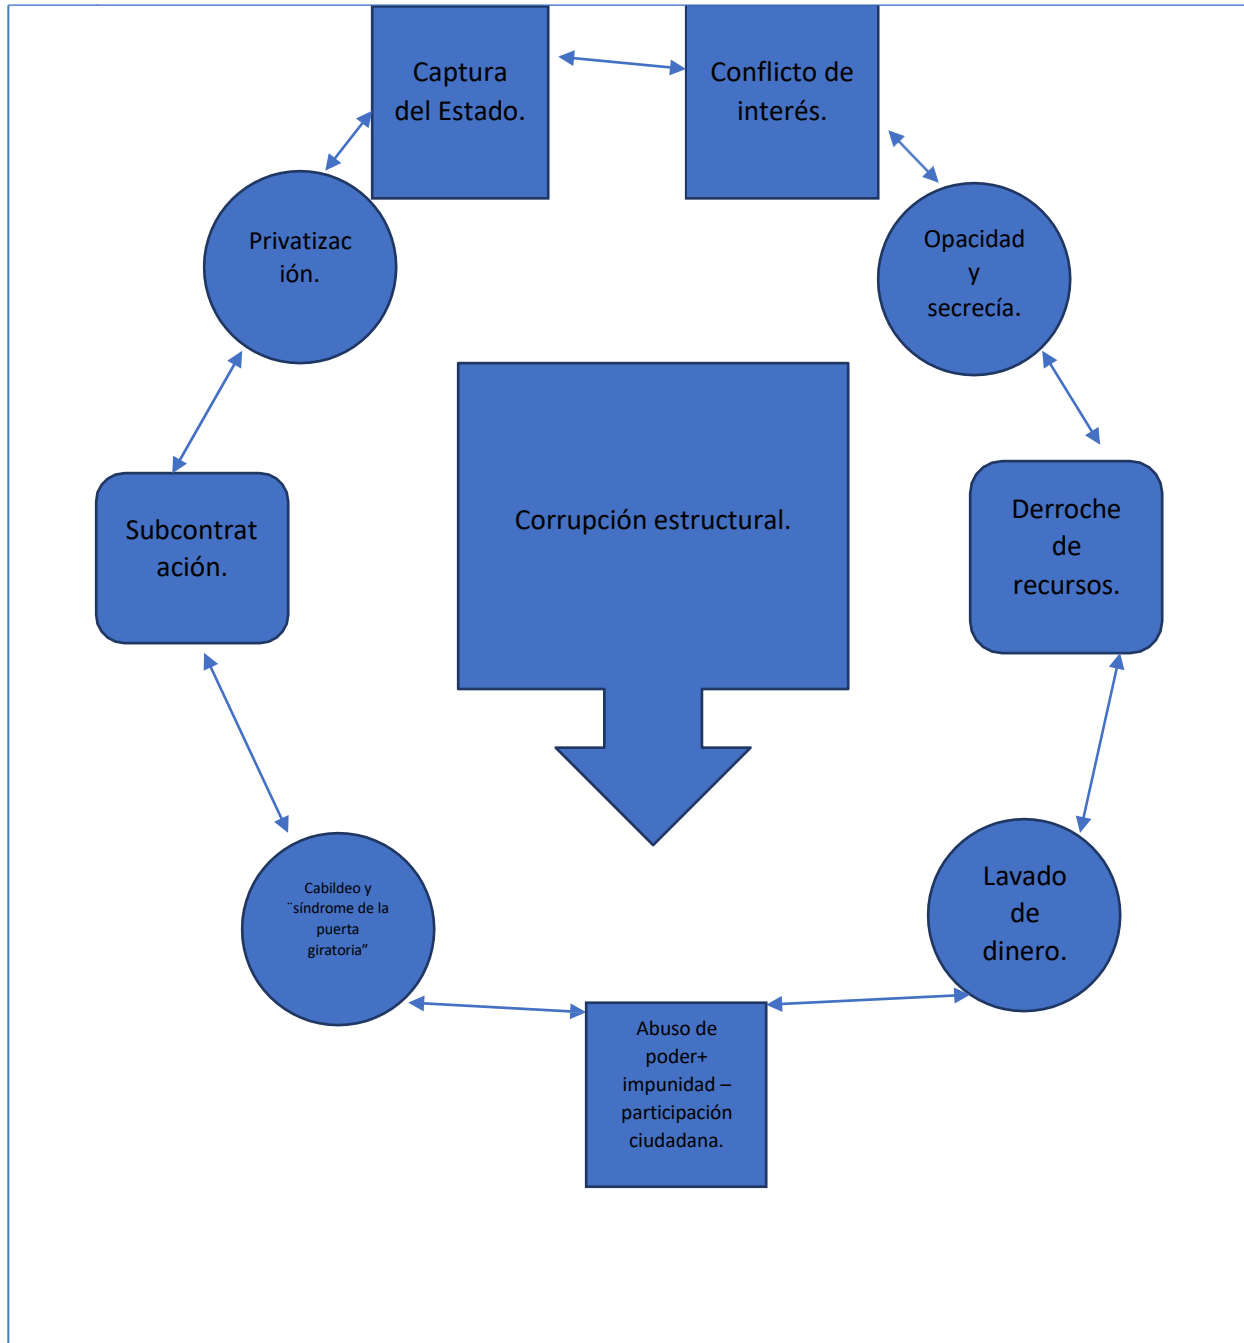 Captura
del Estado.
Conflicto de
interés.
Privatizac
ión.
Opacidad
y
secrecía.
Corrupción estructural.
Subcontrat
ación.
Derroche
de
recursos.
Cabildeo y
¨síndrome de la
puerta
giratoria”
Lavado
de
dinero.
Abuso de
poder+
impunidad –
participación
ciudadana.